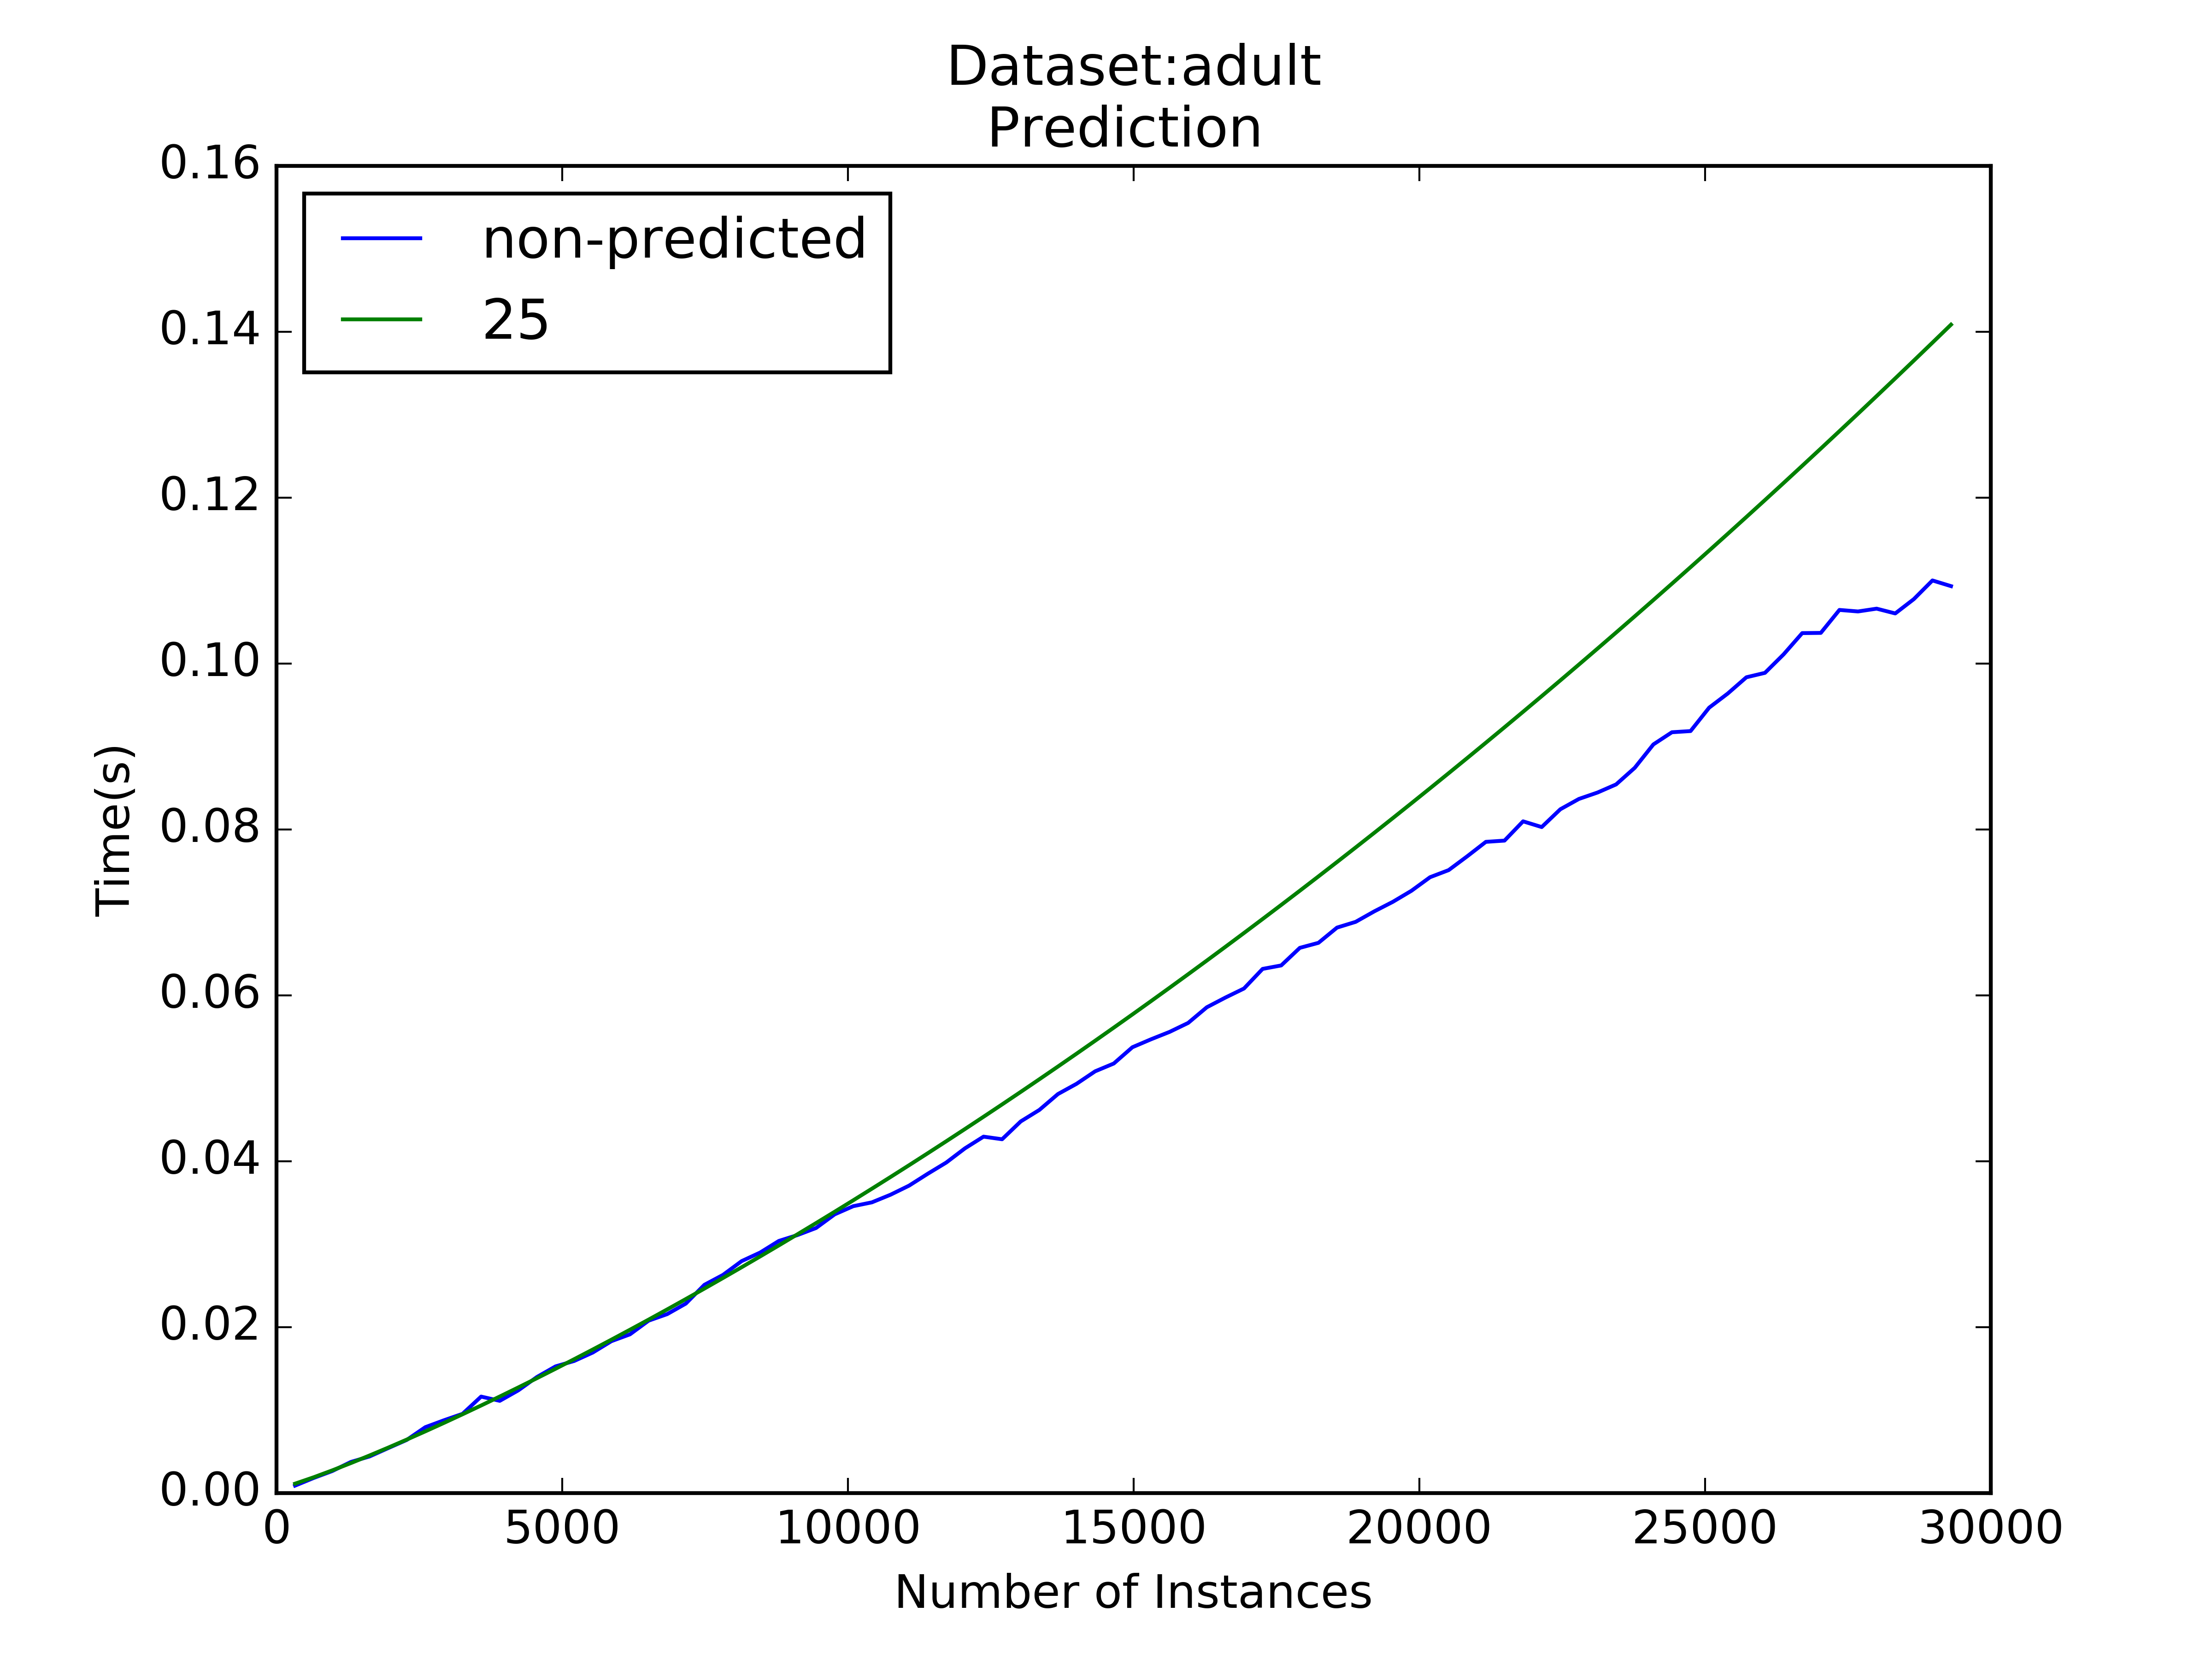 Dataset:adult
Prediction
0.16
0.14
0.12
0.10
0.08
0.06
0.04
0.02
0.00
Time(s)
non-predicted
25
0 5000 10000 15000 20000 25000 30000
Number of Instances